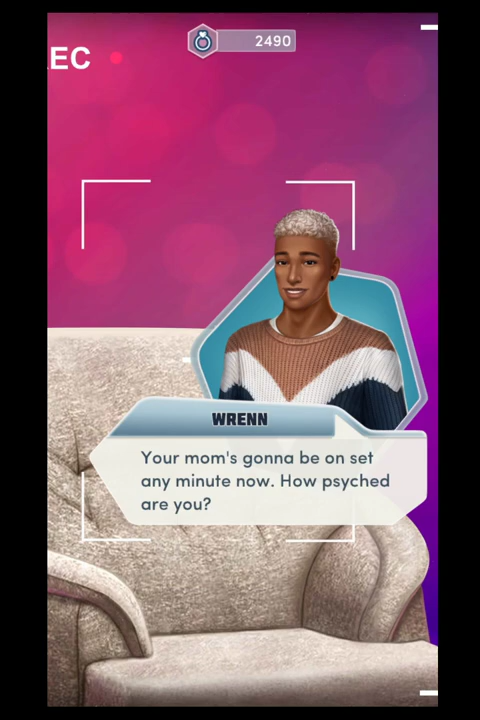 2490
EC
WRENN
Your mom's gonna be on set
any minute now. How psyched
are you?